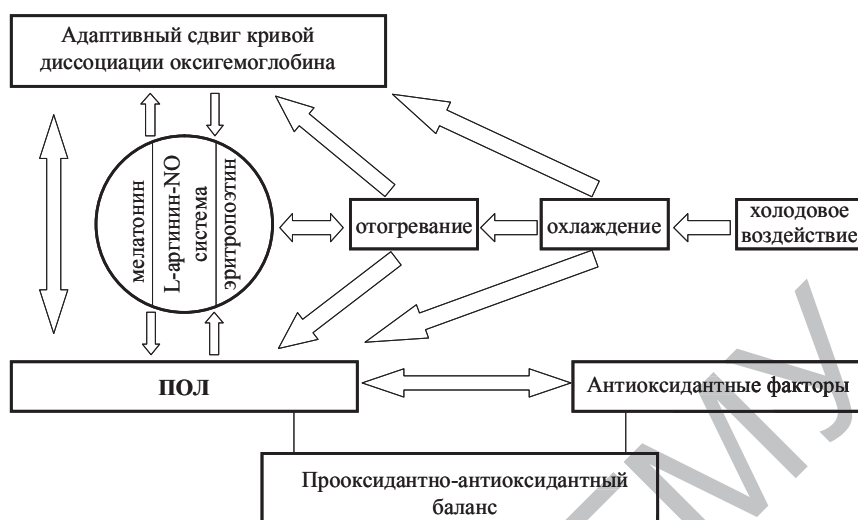 Адаптивный сдвиг кривой
диссоциации оксигемоглобина
мелатонин
L-аргинин-NO
система
эритропоэтин
отогревание
охлаждение
холодовое
воздействие
ПОЛ
Антиоксидантные факторы
Прооксидантно-антиоксидантный
баланс